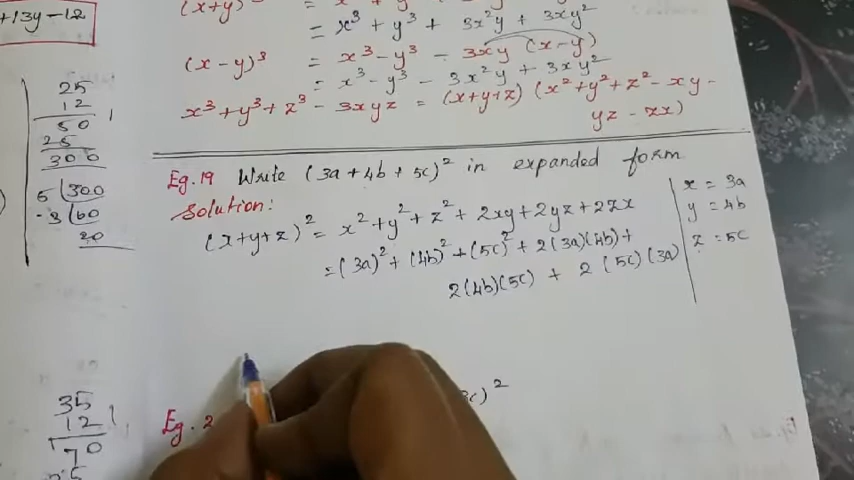 +13y-12
(x+y)
= x³ + y³ + 3x²y + 3xy²
(x-y)³ = x³-y³ - 3xy (x-y)
= x³-y³ - 3x²y + 3xy²
x³+y³+z³-3xyz = (x+y+z) (x²+y²+z²-xy-
yz - zx)
25
12
50
25
300
5 300
3 60
20
Eg.19 Write (3a+4b+5c)² in expanded form
Solution:
(x+y+z)² = x²+y²+z²+2xy+2yz+2zx
=(3a)²+(4b)²+(5c)²+2(3a)(4b)+
2(4b)(5c) + 2(5c)(3a)
x = 3a
y = 4b
z = 5c
Eg.2
c)²
35
12
70